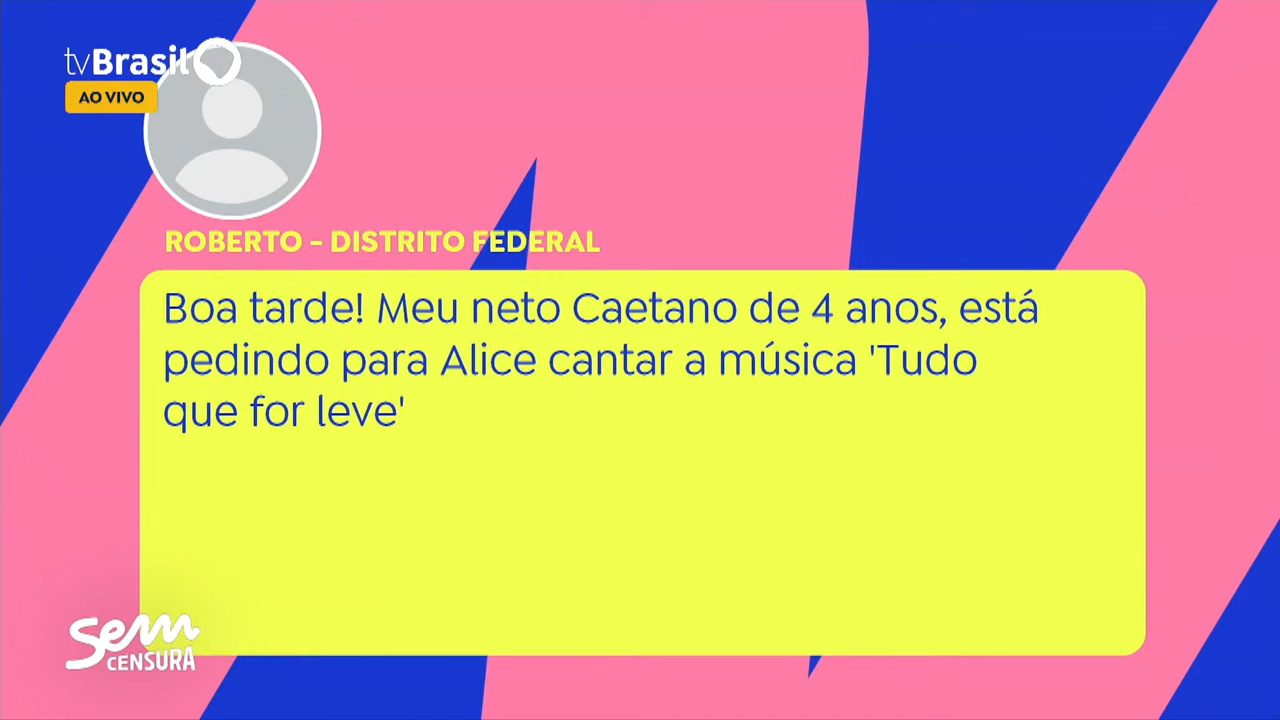 tvBrasil
AO VIVO
ROBERTO - DISTRITO FEDERAL
Boa tarde! Meu neto Caetano de 4 anos, está
pedindo para Alice cantar a música 'Tudo
que for leve'
Sem
CENSURA